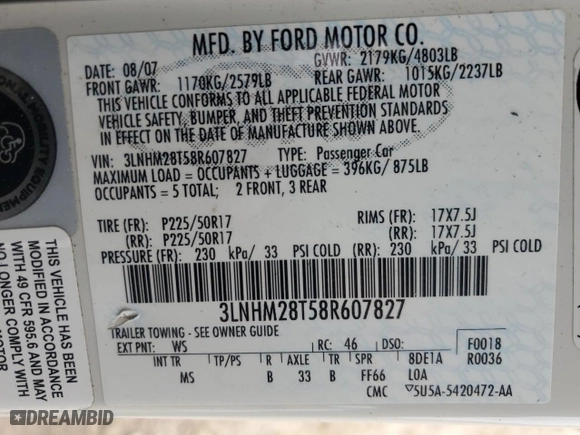 MFD. BY FORD MOTOR CO.
DATE: 08/07 GVWR: 2179KG/4803LB
FRONT GAWR: 1170KG/2579LB REAR GAWR: 1015KG/2237LB
THIS VEHICLE CONFORMS TO ALL APPLICABLE FEDERAL MOTOR
VEHICLE SAFETY, BUMPER, AND THEFT PREVENTION STANDARDS
IN EFFECT ON THE DATE OF MANUFACTURE SHOWN ABOVE.
VIN: 3LNHM28T58R607827 TYPE: Passenger Car
MAXIMUM LOAD = OCCUPANTS + LUGGAGE = 396KG/ 875LB
OCCUPANTS = 5 TOTAL; 2 FRONT, 3 REAR
TIRE (FR): P225/50R17 RIMS (FR): 17X7.5J
(RR): P225/50R17 (RR): 17X7.5J
PRESSURE (FR): 230 kPa/ 33 PSI COLD (RR): 230 kPa/ 33 PSI COLD
3LNHM28T58R607827
TRAILER TOWING - SEE OWNER GUIDE
EXT PNT: WS RC: 46 DSO: F0018
INT TR TP/PS R AXLE TR SPR 8DE1A R0036
MS B 33 B FF66 LOA
CMC ▽5U5A-5420472-AA
MOBILITY EQUIPMEN
THIS VEHICLE HAS BEEN
MODIFIED IN ACCORDANCE
WITH 49 CFR 595.6 AND MAY
NO LONGER COMPLY WITH
MOTOR
DREAMBID